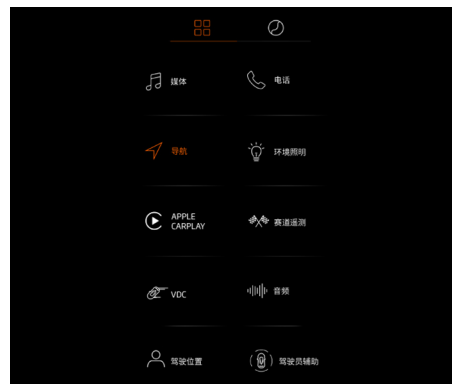 媒体
电话
导航
环境照明
APPLE
CARPLAY
赛道遥测
VDC
音频
驾驶位置
驾驶员辅助